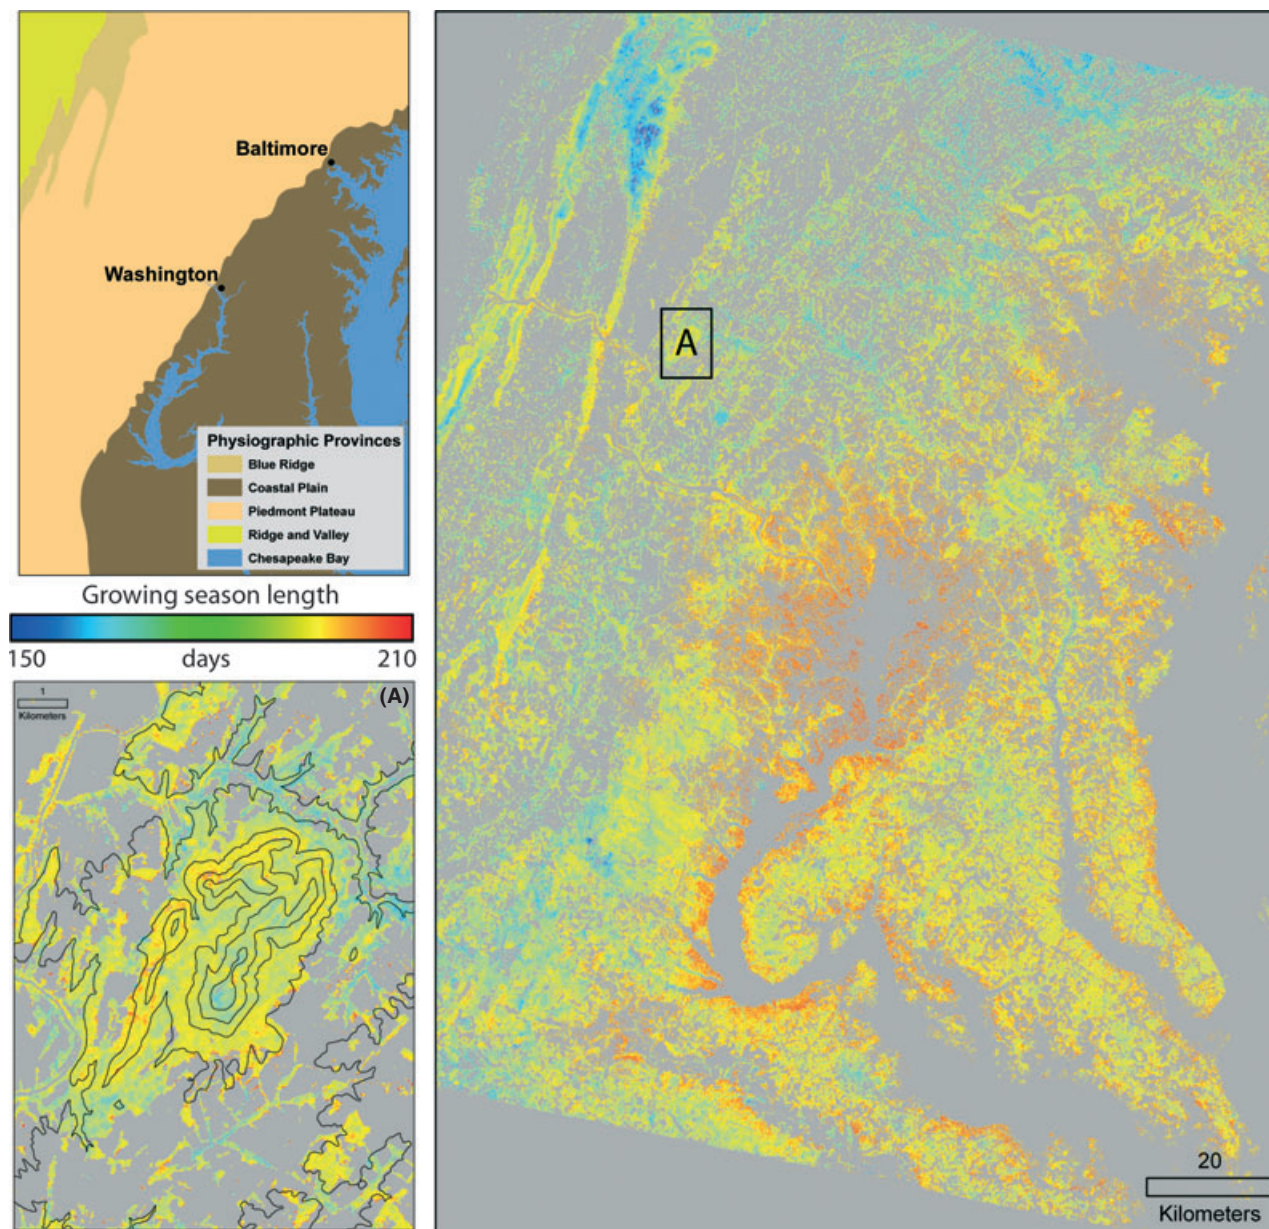 Baltimore
Washington
Physiographic Provinces
Blue Ridge
Coastal Plain
Piedmont Plateau
Ridge and Valley
Chesapeake Bay
Growing season length
150 days 210
1
Kilometers
(A)
A
20
Kilometers